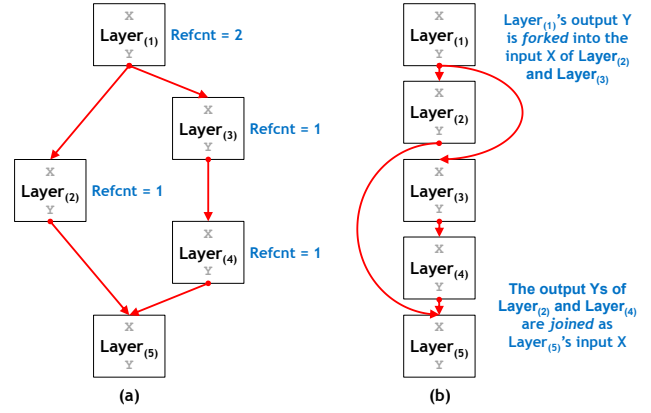 X
Layer(1) Refcnt = 2
Y
X
Layer(3) Refcnt = 1
Y
X
Layer(2) Refcnt = 1
Y
X
Layer(4) Refcnt = 1
Y
X
Layer(5)
Y
(a)
X
Layer(1)
Y
X
Layer(2)
Y
X
Layer(3)
Y
X
Layer(4)
Y
X
Layer(5)
Y
(b)
Layer(1)'s output Y
is forked into the
input X of Layer(2)
and Layer(3)
The output Ys of
Layer(2) and Layer(4)
are joined as
Layer(5)'s input X